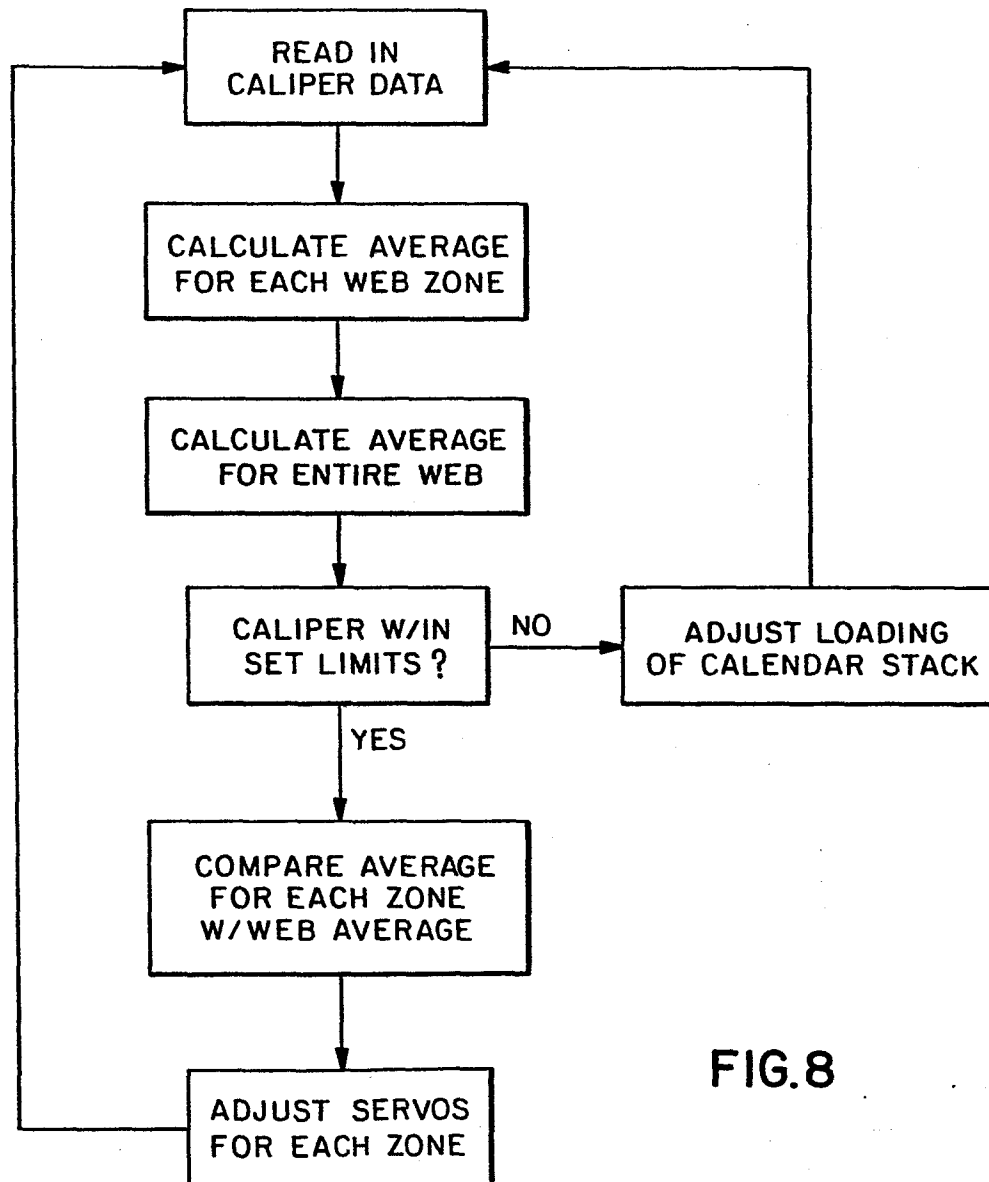 READ IN
CALIPER DATA
CALCULATE AVERAGE
FOR EACH WEB ZONE
CALCULATE AVERAGE
FOR ENTIRE WEB
CALIPER W/IN
SET LIMITS?
NO
ADJUST LOADING
OF CALENDAR STACK
YES
COMPARE AVERAGE
FOR EACH ZONE
W/WEB AVERAGE
ADJUST SERVOS
FOR EACH ZONE
FIG.8